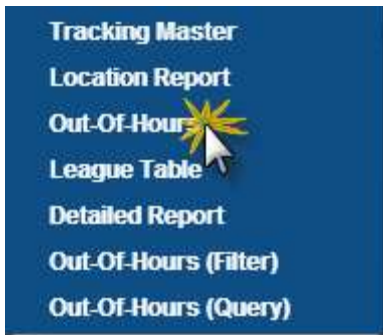 Tracking Master
Location Report
Out-Of-Hours
League Table
Detailed Report
Out-Of-Hours (Filter)
Out-Of-Hours (Query)